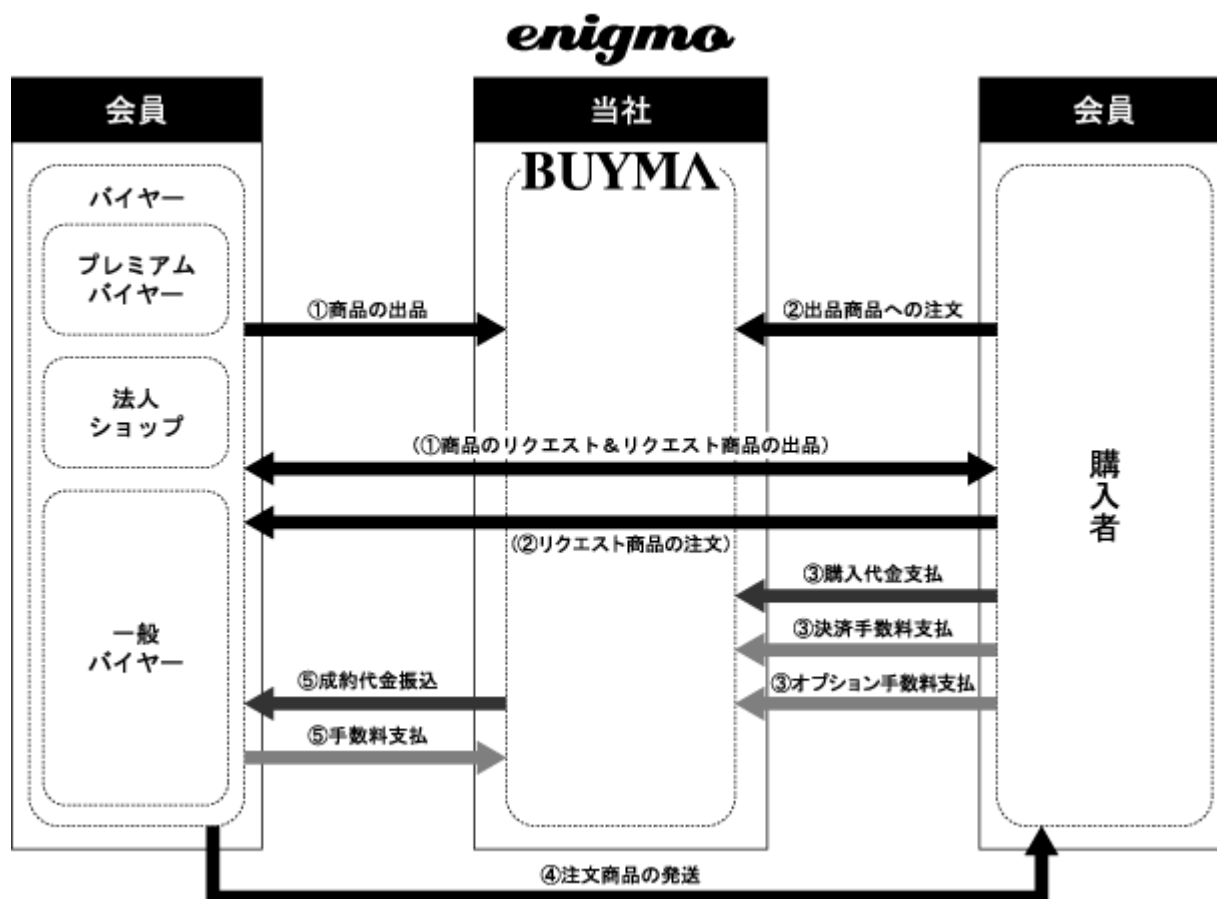 enigmo
会員
当社
会員
BUYMA
バイヤー
プレミアム
バイヤー
①商品の出品
②出品商品への注文
法人
ショップ
(①商品のリクエスト＆リクエスト商品の出品)
購入者
(②リクエスト商品の注文)
③購入代金支払
一般
バイヤー
③決済手数料支払
⑤成約代金振込
③オプション手数料支払
⑤手数料支払
④注文商品の発送